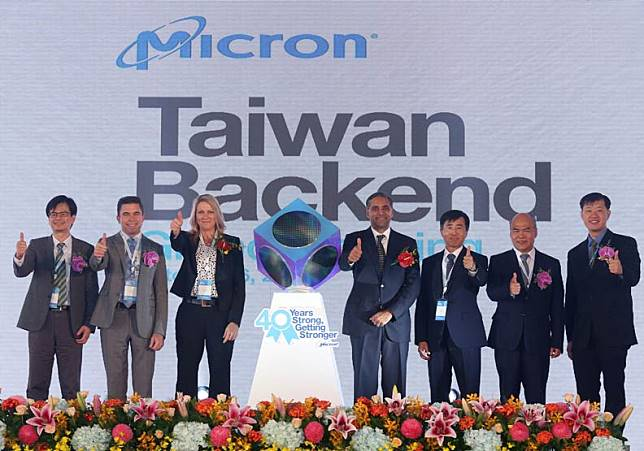 Micron®
Taiwan
Backend
40 Years
Strong,
Getting
Stronger